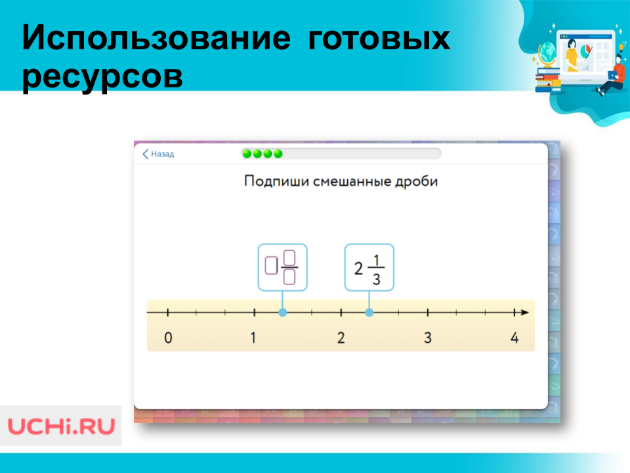 Использование готовых
ресурсов
Назад
Подпиши смешанные дроби
2 1/3
0 1 2 3 4
UCHi.RU